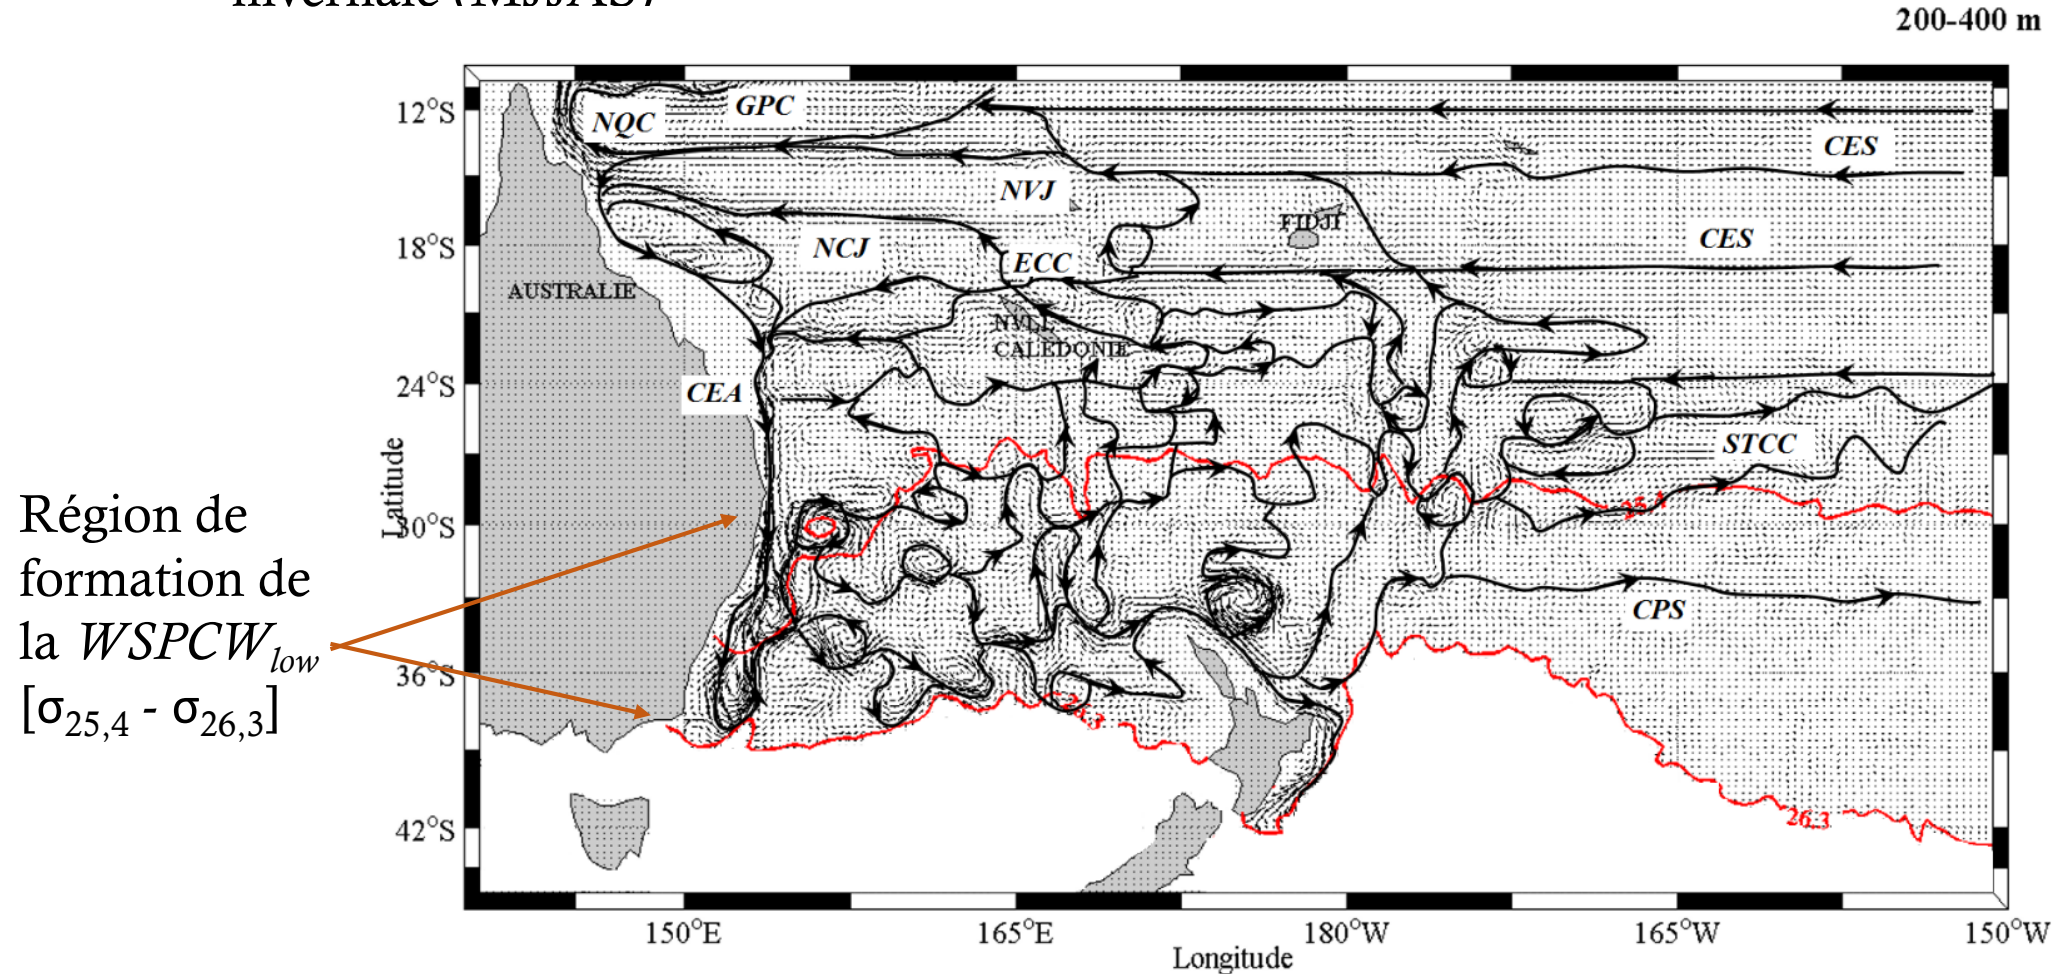 200-400 m
12°S
GPC
NQC
CES
NVJ
FIDJI
18°S
NCJ
CES
ECC
AUSTRALIE
NVLL
CALEDONIE
24°S
CEA
STCC
Latitude
Région de
formation de
la WSPCWlow
[σ25,4 - σ26,3]
30°S
CPS
36°S
26.3
42°S
150°E
165°E
180°W
165°W
150°W
Longitude